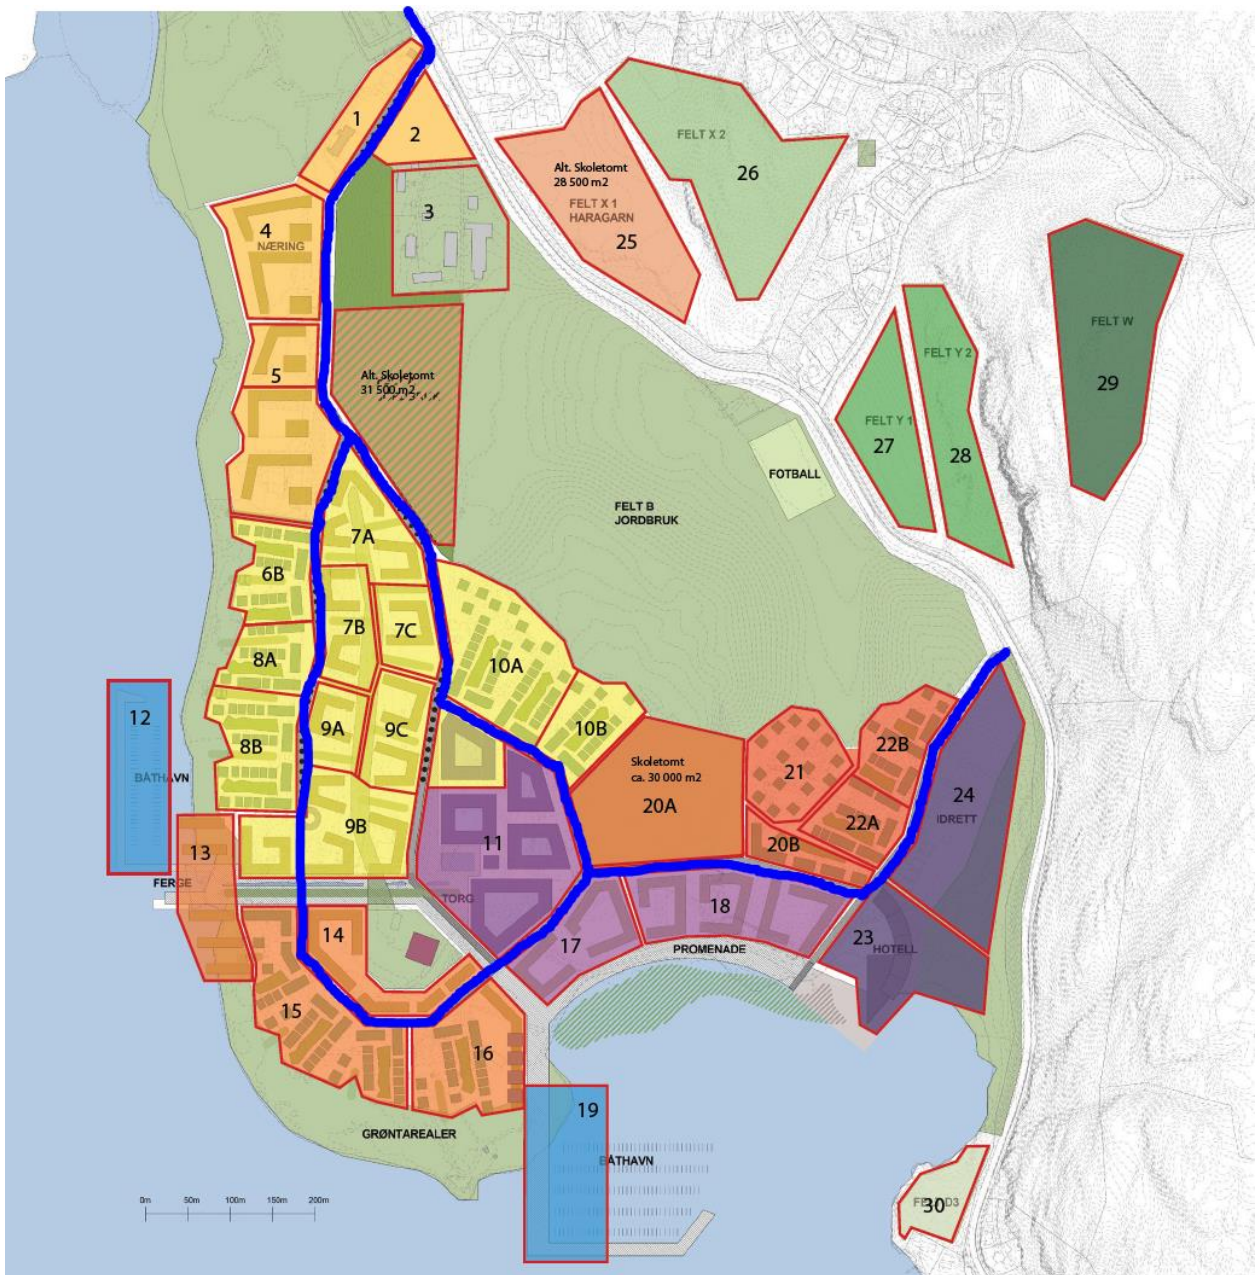 1
2
FELT X 2
26
Alt. Skoletomt
28 500 m2
FELT X 1
HARAGARN
25
3
4
NÆRING
5
FELT W
29
FELT Y 2
28
FELT Y 1
27
Alt. Skoletomt
31 500 m2
FOTBALL
FELT B
JORDBRUK
7A
6B
7B
7C
8A
10A
12
BÅTHAVN
8B
9A
9C
10B
Skoletomt
ca. 30 000 m2
20A
21
22B
22A
20B
24
IDRETT
9B
11
13
FERGE
TORG
18
17
PROMENADE
23
HOTELL
14
15
16
GRØNTAREALER
19
BÅTHAVN
0m 50m 100m 150m 200m
30